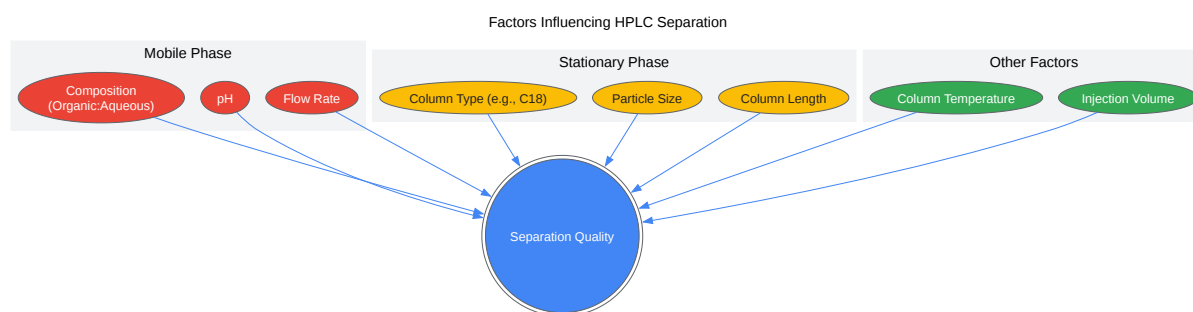 Factors Influencing HPLC Separation
Mobile Phase
Stationary Phase
Other Factors
Composition
(Organic:Aqueous)
pH
Flow Rate
Column Type (e.g., C18)
Particle Size
Column Length
Column Temperature
Injection Volume
Separation Quality